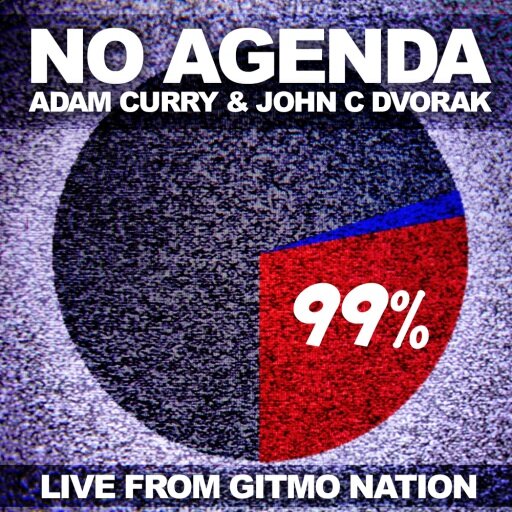 NO AGENDA
ADAM CURRY & JOHN C DVORAK
99%
LIVE FROM GITMO NATION